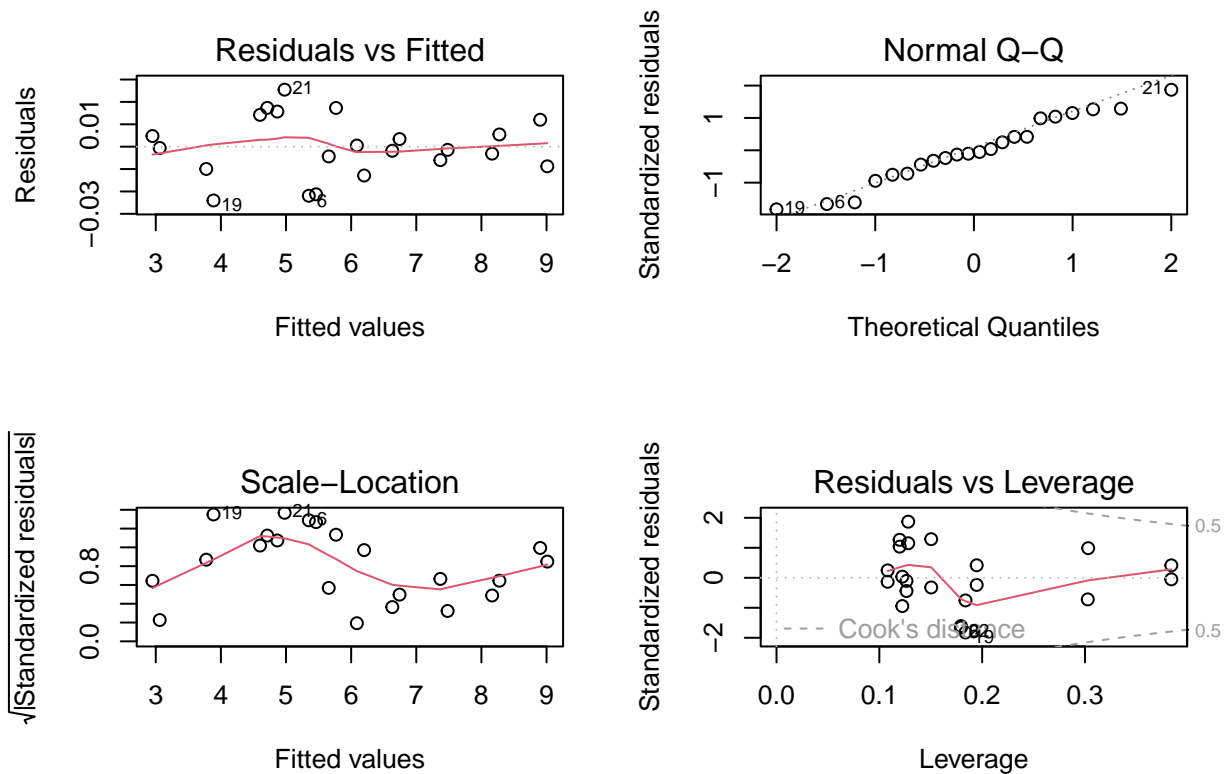 Residuals vs Fitted
Residuals
0.01
−0.03
21
19
6
3 4 5 6 7 8 9
Fitted values
Normal Q−Q
Standardized residuals
1
−1
21
19
6
−2 −1 0 1 2
Theoretical Quantiles
Scale−Location
√|Standardized residuals|
0.8
0.0
19
21
6
3 4 5 6 7 8 9
Fitted values
Residuals vs Leverage
Standardized residuals
2
0
−2
0.5
0.5
Cook's distance
19
0.0 0.1 0.2 0.3
Leverage